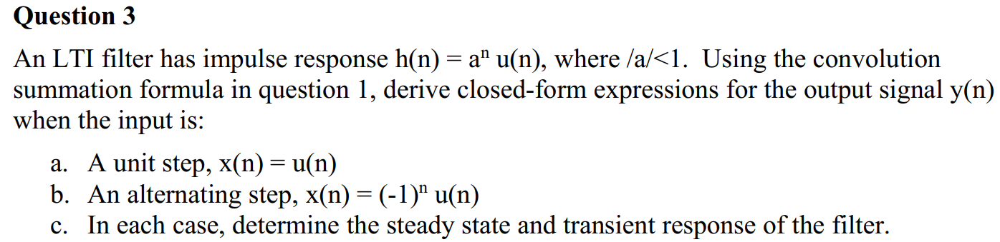 Question 3
An LTI filter has impulse response h(n) = aⁿ u(n), where /a/<1.  Using the convolution
summation formula in question 1, derive closed-form expressions for the output signal y(n)
when the input is:
a. A unit step, x(n) = u(n)
b. An alternating step, x(n) = (-1)ⁿ u(n)
c. In each case, determine the steady state and transient response of the filter.